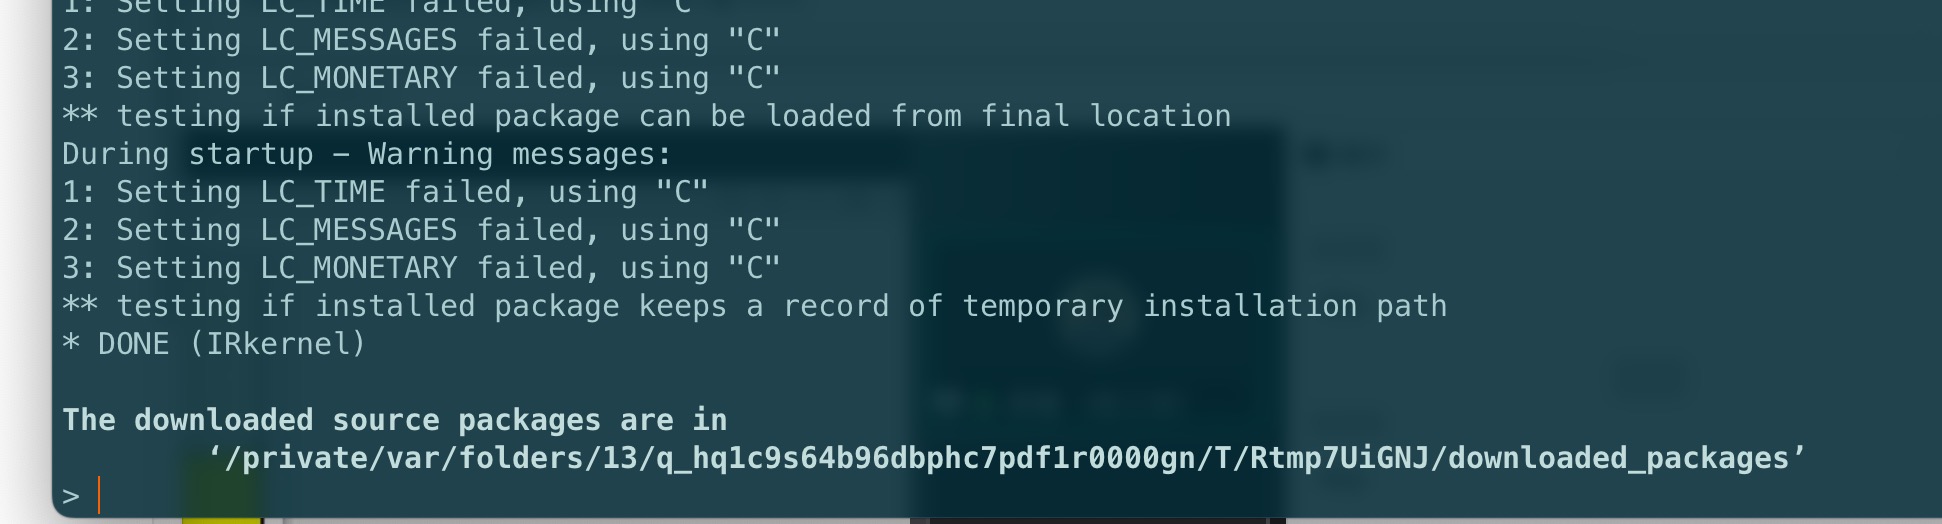 1: Setting LC_TIME failed, using "C"
2: Setting LC_MESSAGES failed, using "C"
3: Setting LC_MONETARY failed, using "C"
** testing if installed package can be loaded from final location
During startup - Warning messages:
1: Setting LC_TIME failed, using "C"
2: Setting LC_MESSAGES failed, using "C"
3: Setting LC_MONETARY failed, using "C"
** testing if installed package keeps a record of temporary installation path
* DONE (IRkernel)
The downloaded source packages are in
‘/private/var/folders/13/q_hq1c9s64b96dbphc7pdf1r0000gn/T/Rtmp7UiGNJ/downloaded_packages’
>